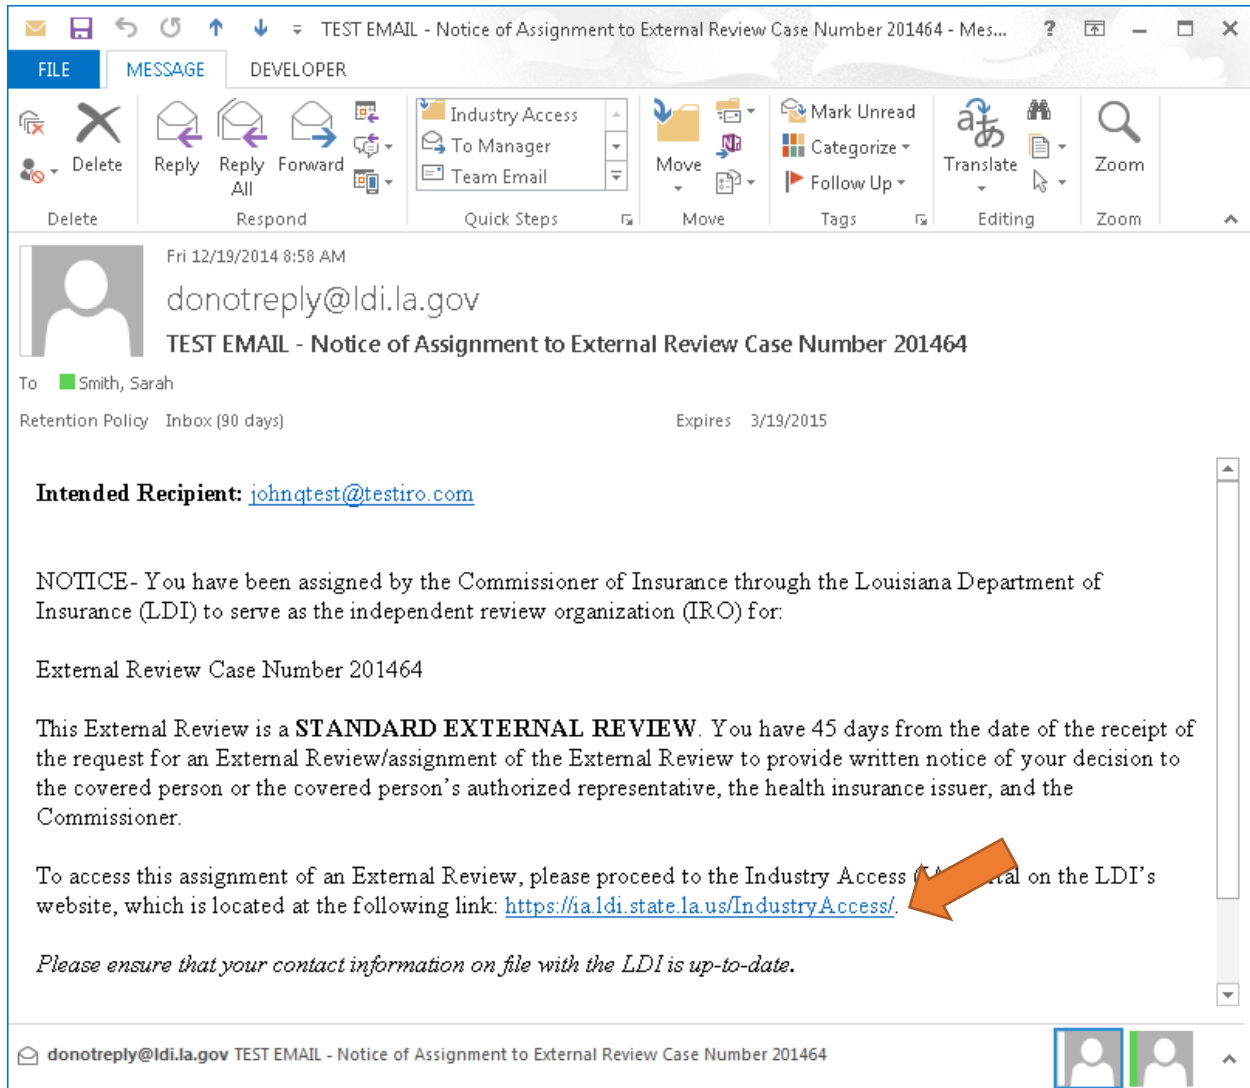 TEST EMAIL - Notice of Assignment to External Review Case Number 201464 - Mes... ?
FILE MESSAGE DEVELOPER
Delete
Reply
Reply All
Forward
Industry Access
To Manager
Team Email
Move
Mark Unread
Categorize
Follow Up
Translate
Zoom
Delete Respond Quick Steps Move Tags Editing Zoom
Fri 12/19/2014 8:58 AM
donotreply@ldi.la.gov
TEST EMAIL - Notice of Assignment to External Review Case Number 201464
To Smith, Sarah
Retention Policy Inbox (90 days) Expires 3/19/2015
Intended Recipient: johnqtest@testiro.com
NOTICE- You have been assigned by the Commissioner of Insurance through the Louisiana Department of
Insurance (LDI) to serve as the independent review organization (IRO) for:
External Review Case Number 201464
This External Review is a STANDARD EXTERNAL REVIEW. You have 45 days from the date of the receipt of
the request for an External Review/assignment of the External Review to provide written notice of your decision to
the covered person or the covered person's authorized representative, the health insurance issuer, and the
Commissioner.
To access this assignment of an External Review, please proceed to the Industry Access on the LDI's
website, which is located at the following link: https://ia.ldi.state.la.us/IndustryAccess/.
Please ensure that your contact information on file with the LDI is up-to-date.
donotreply@ldi.la.gov TEST EMAIL - Notice of Assignment to External Review Case Number 201464